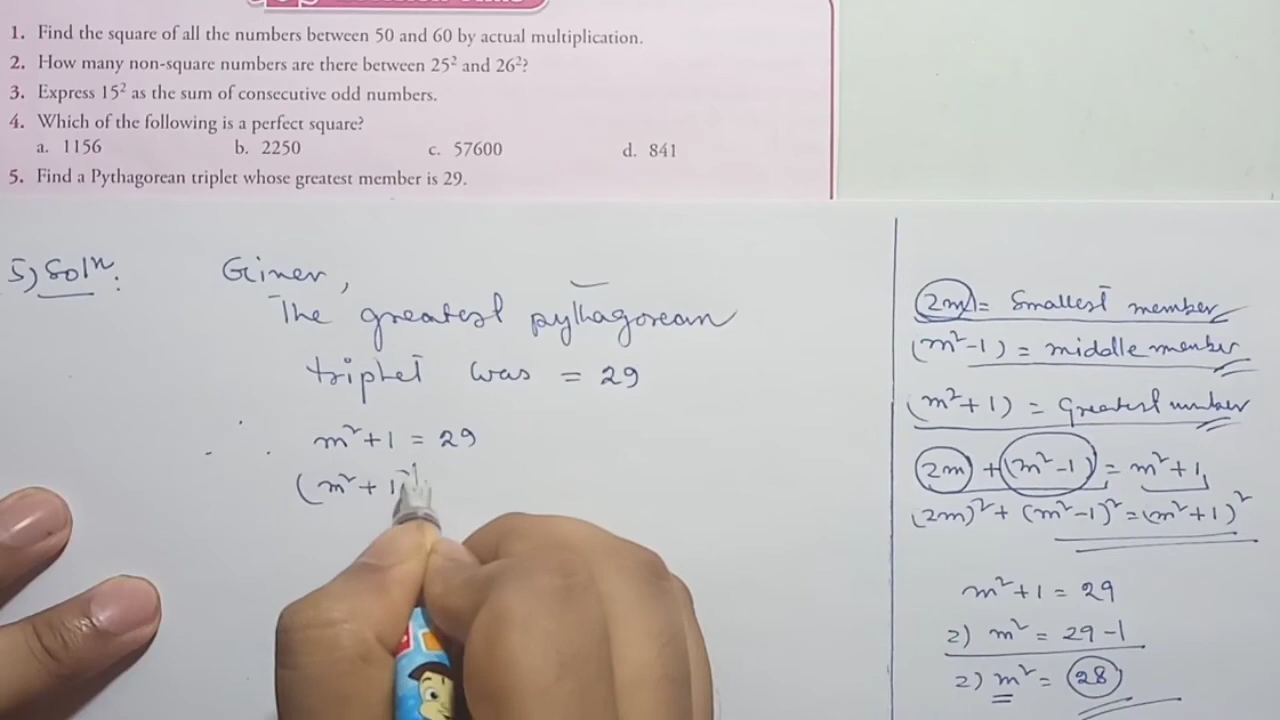 1. Find the square of all the numbers between 50 and 60 by actual multiplication.
2. How many non-square numbers are there between 25² and 26²?
3. Express 15² as the sum of consecutive odd numbers.
4. Which of the following is a perfect square?
a. 1156 b. 2250 c. 57600 d. 841
5. Find a Pythagorean triplet whose greatest member is 29.
5) Solⁿ: Given,
The greatest pythagorean
triplet was = 29
m²+1 = 29
(m²+1)
2m = Smallest member
(m²-1) = middle member
(m²+1) = Greatest number
2m + (m²-1) = m²+1
(2m)² + (m²-1)² = (m²+1)²
m²+1 = 29
2) m² = 29-1
2) m² = 28